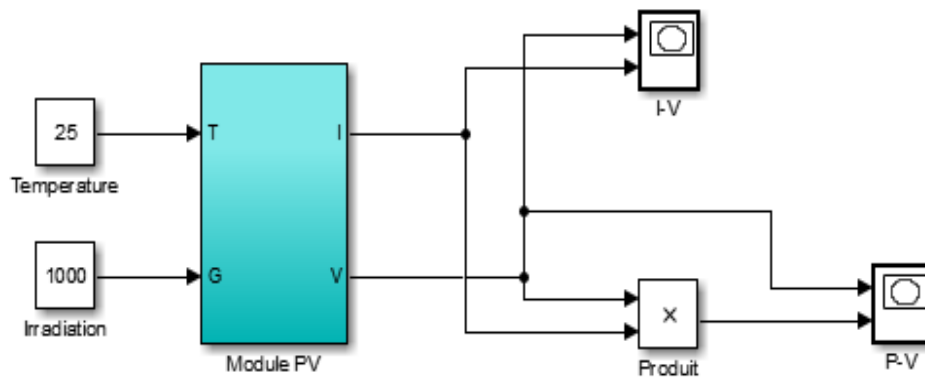 I-V
25
T
I
Temperature
1000
G
V
Irradiation
×
Module PV
Produit
P-V